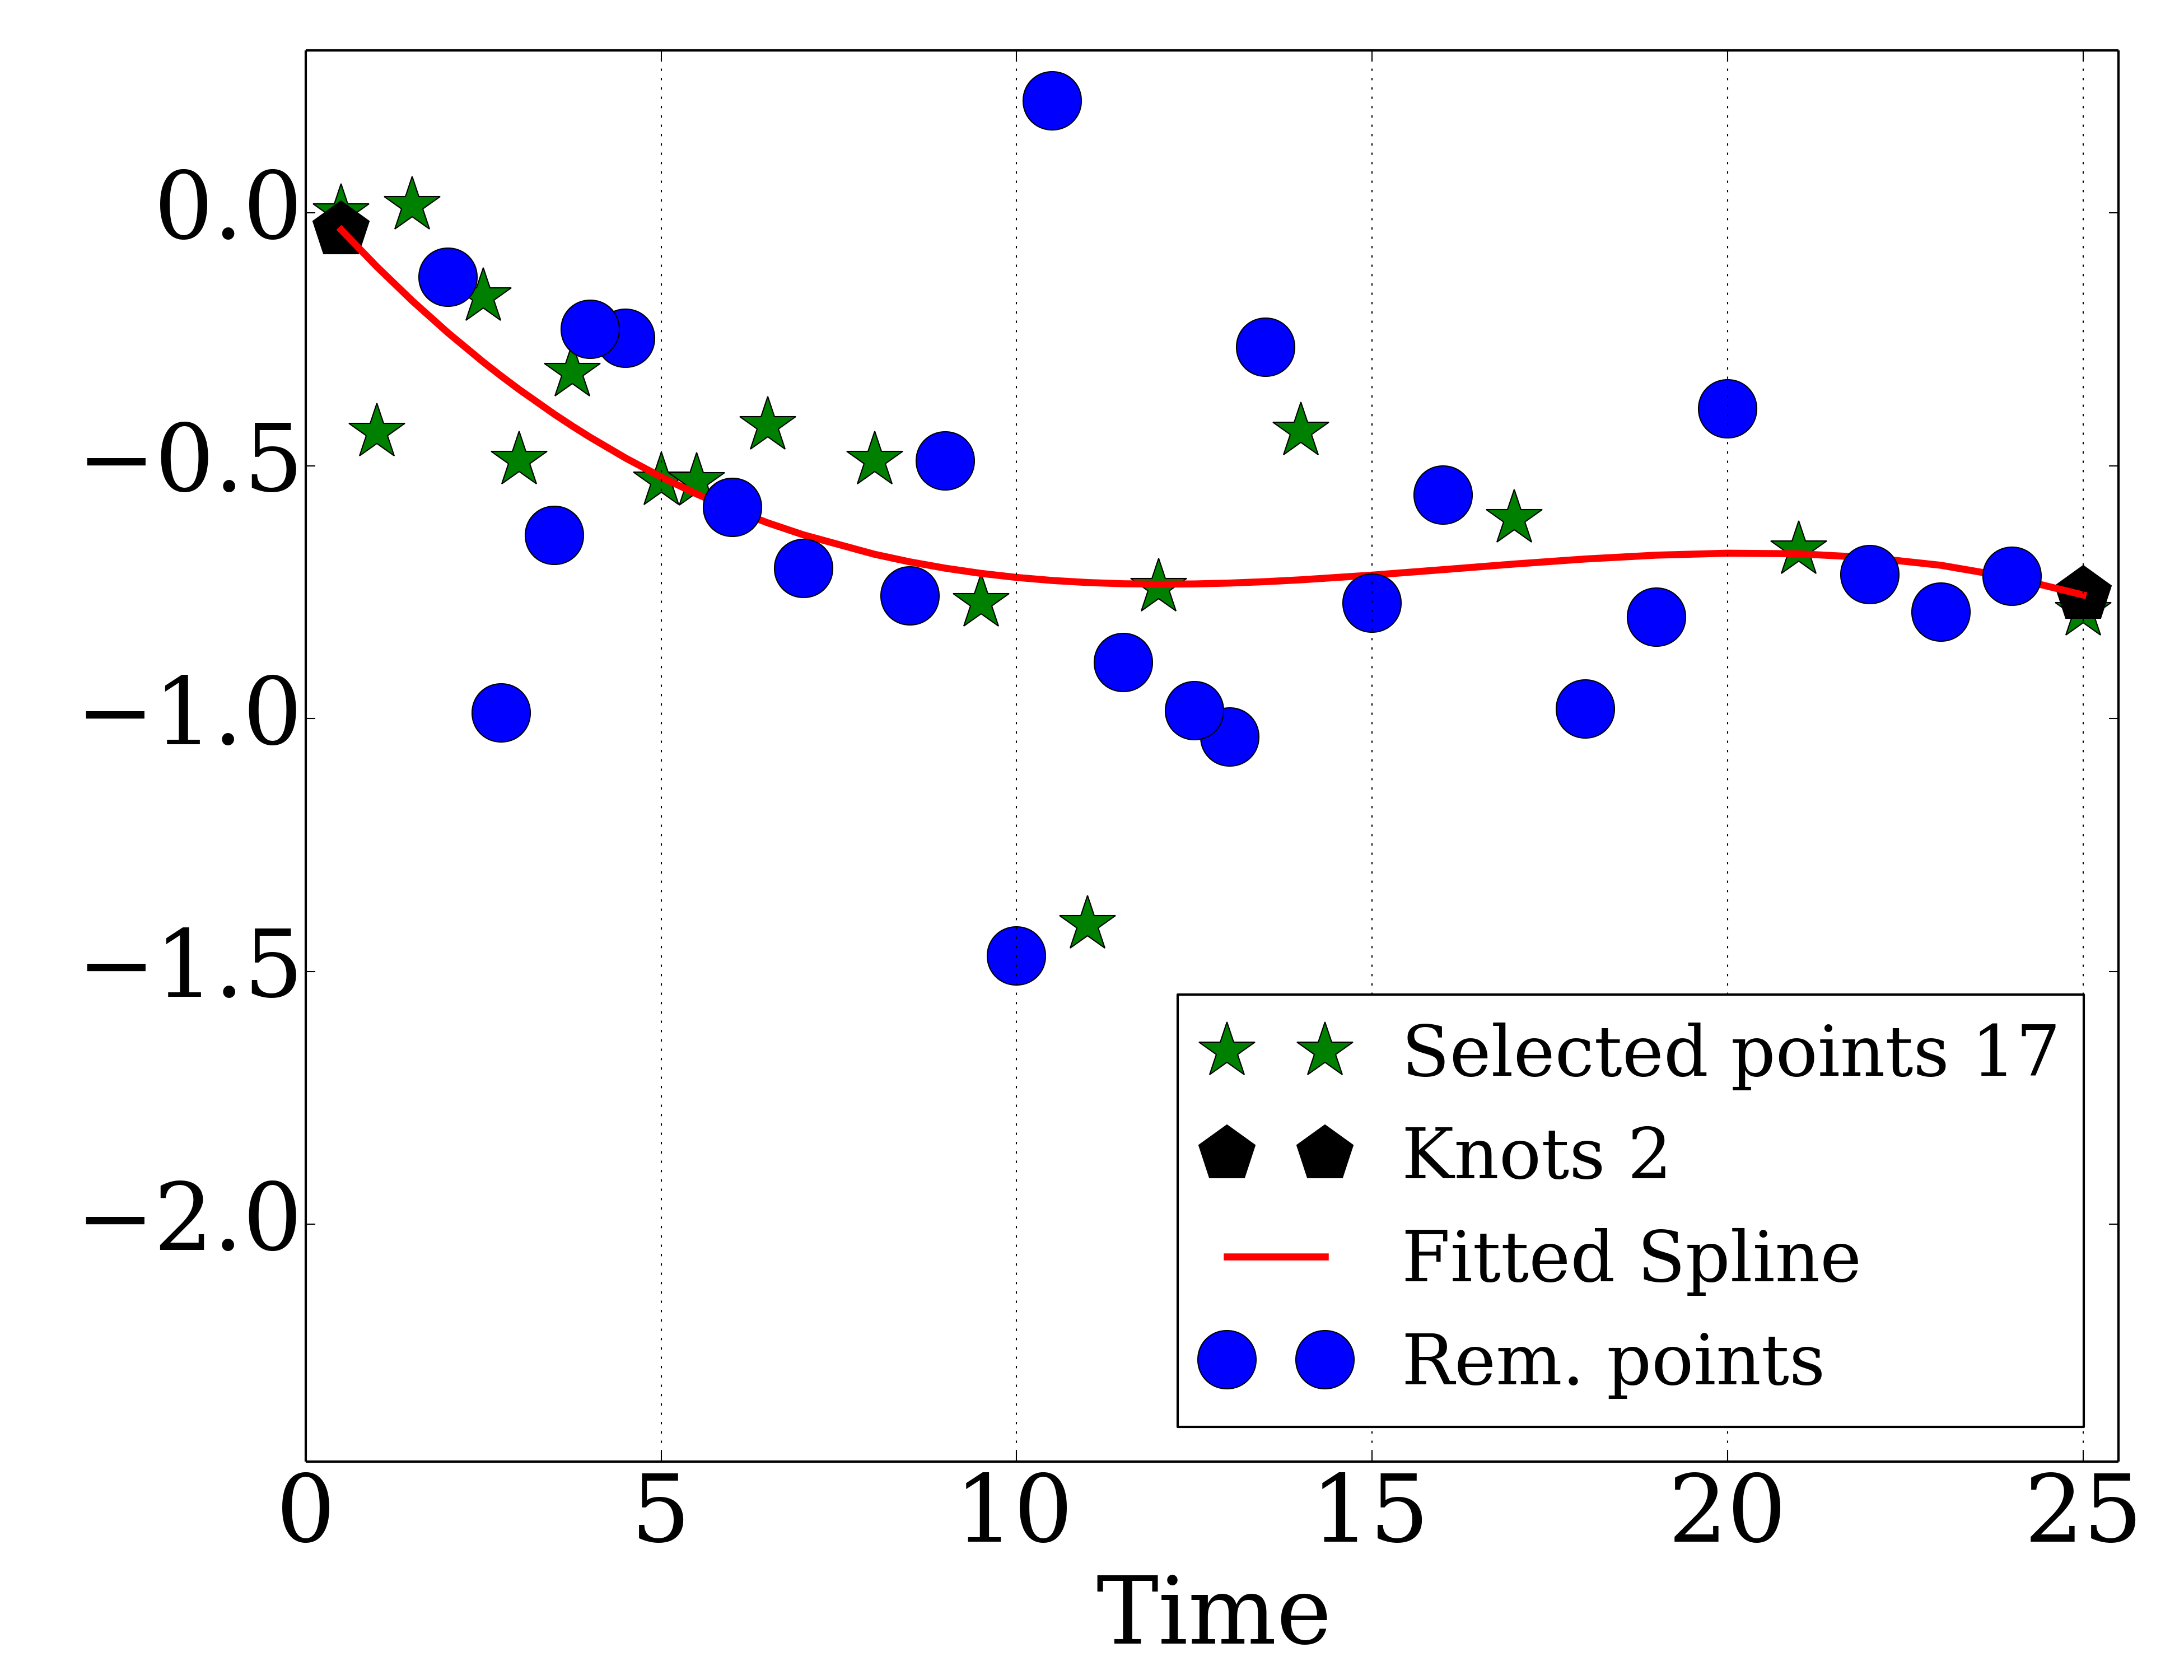 0.0
−0.5
−1.0
−1.5
−2.0
Selected points 17
Knots 2
Fitted Spline
Rem. points
0 5 10 15 20 25
Time